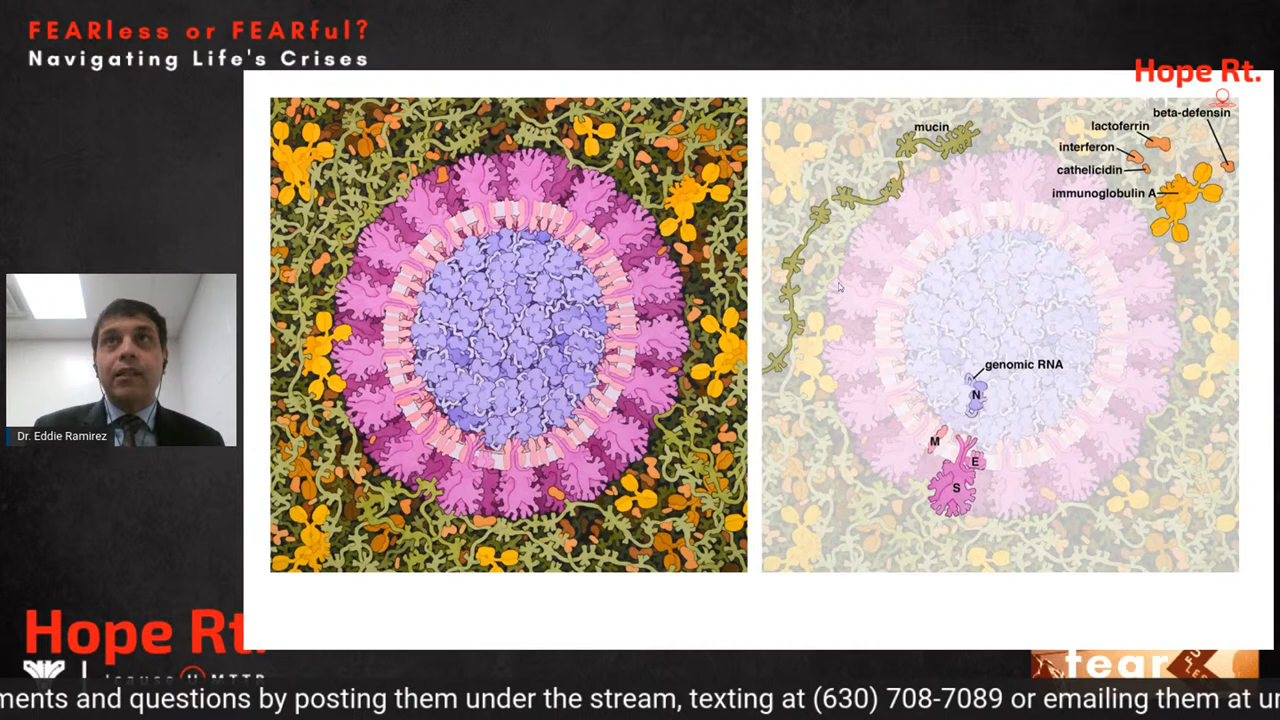 FEARless or FEARful?
Navigating Life's Crises
Hope Rt.
beta-defensin
mucin
lactoferrin
interferon
cathelicidin
immunoglobulin A
genomic RNA
N
M
E
S
Dr. Eddie Ramirez
Hope Rt.
fear
ments and questions by posting them under the stream, texting at (630) 708-7089 or emailing them at